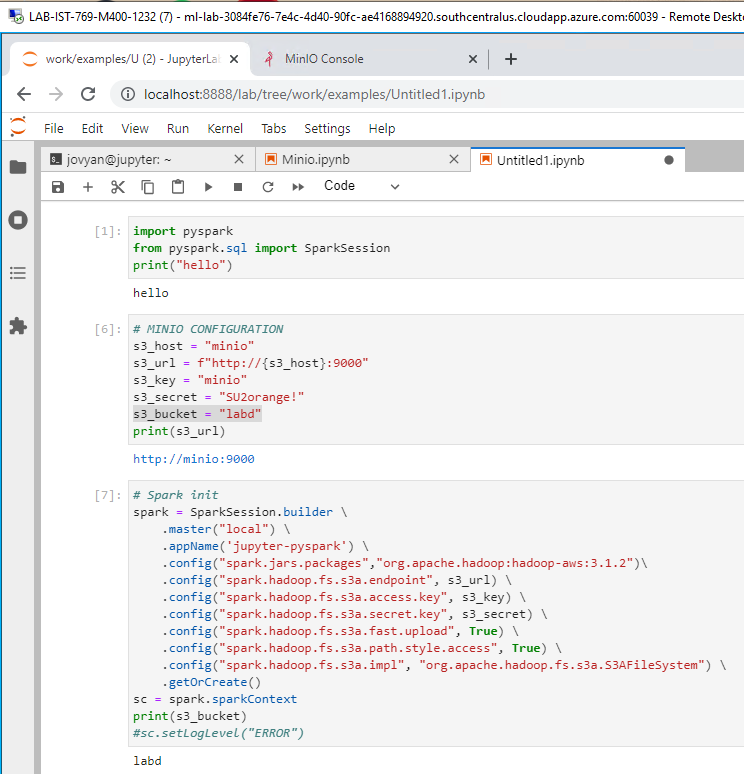 LAB-IST-769-M400-1232 (7) - ml-lab-3084fe76-7e4c-4d40-90fc-ae4168894920.southcentralus.cloudapp.azure.com:60039 - Remote Deskto
work/examples/U (2) - JupyterLa
MinIO Console
localhost:8888/lab/tree/work/examples/Untitled1.ipynb
File Edit View Run Kernel Tabs Settings Help
jovyan@jupyter: ~
Minio.ipynb
Untitled1.ipynb
Code
[1]:
import pyspark
from pyspark.sql import SparkSession
print("hello")
hello
[6]:
# MINIO CONFIGURATION
s3_host = "minio"
s3_url = f"http://{s3_host}:9000"
s3_key = "minio"
s3_secret = "SU2orange!"
s3_bucket = "labd"
print(s3_url)
http://minio:9000
[7]:
# Spark init
spark = SparkSession.builder \
.master("local") \
.appName('jupyter-pyspark') \
.config("spark.jars.packages","org.apache.hadoop:hadoop-aws:3.1.2")\
.config("spark.hadoop.fs.s3a.endpoint", s3_url) \
.config("spark.hadoop.fs.s3a.access.key", s3_key) \
.config("spark.hadoop.fs.s3a.secret.key", s3_secret) \
.config("spark.hadoop.fs.s3a.fast.upload", True) \
.config("spark.hadoop.fs.s3a.path.style.access", True) \
.config("spark.hadoop.fs.s3a.impl", "org.apache.hadoop.fs.s3a.S3AFileSystem") \
.getOrCreate()
sc = spark.sparkContext
print(s3_bucket)
#sc.setLogLevel("ERROR")
labd